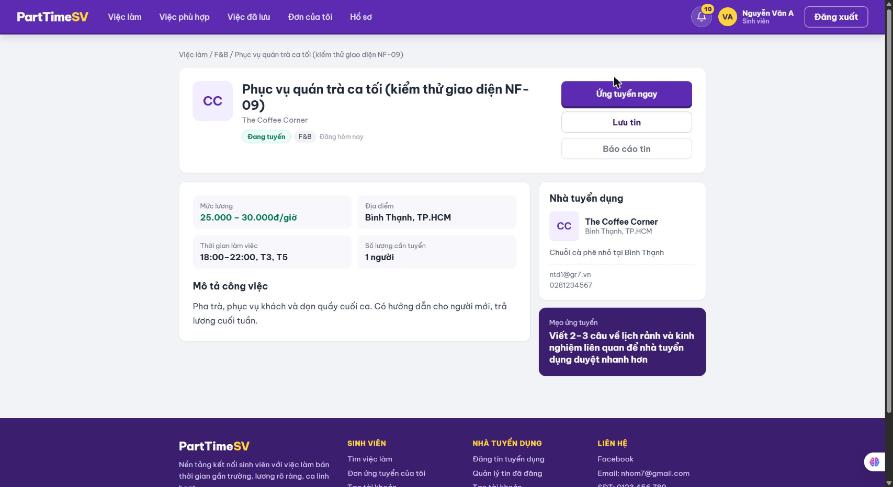 PartTimeSV
Việc làm
Việc phù hợp
Việc đã lưu
Đơn của tôi
Hồ sơ
10
VA
Nguyễn Văn A
Sinh viên
Đăng xuất
Việc làm / F&B / Phục vụ quán trà ca tối (kiểm thử giao diện NF-09)
CC
Phục vụ quán trà ca tối (kiểm thử giao diện NF-
09)
The Coffee Corner
Đang tuyển
F&B
Đăng hôm nay
Ứng tuyển ngay
Lưu tin
Báo cáo tin
Mức lương
25.000 – 30.000đ/giờ
Địa điểm
Bình Thạnh, TP.HCM
Thời gian làm việc
18:00–22:00, T3, T5
Số lượng cần tuyển
1 người
Mô tả công việc
Pha trà, phục vụ khách và dọn quầy cuối ca. Có hướng dẫn cho người mới, trả
lương cuối tuần.
Nhà tuyển dụng
CC
The Coffee Corner
Bình Thạnh, TP.HCM
Chuỗi cà phê nhỏ tại Bình Thạnh
ntd1@gr7.vn
0281234567
Mẹo ứng tuyển
Viết 2–3 câu về lịch rảnh và kinh
nghiệm liên quan để nhà tuyển
dụng duyệt nhanh hơn
PartTimeSV
Nền tảng kết nối sinh viên với việc làm bán
thời gian gần trường, lương rõ ràng, ca linh
SINH VIÊN
Tìm việc làm
Đơn ứng tuyển của tôi
Tạo tài khoản
NHÀ TUYỂN DỤNG
Đăng tin tuyển dụng
Quản lý tin đã đăng
Tạo tài khoản
LIÊN HỆ
Facebook
Email: nhom7@gmail.com
SĐT: 0123 456 789